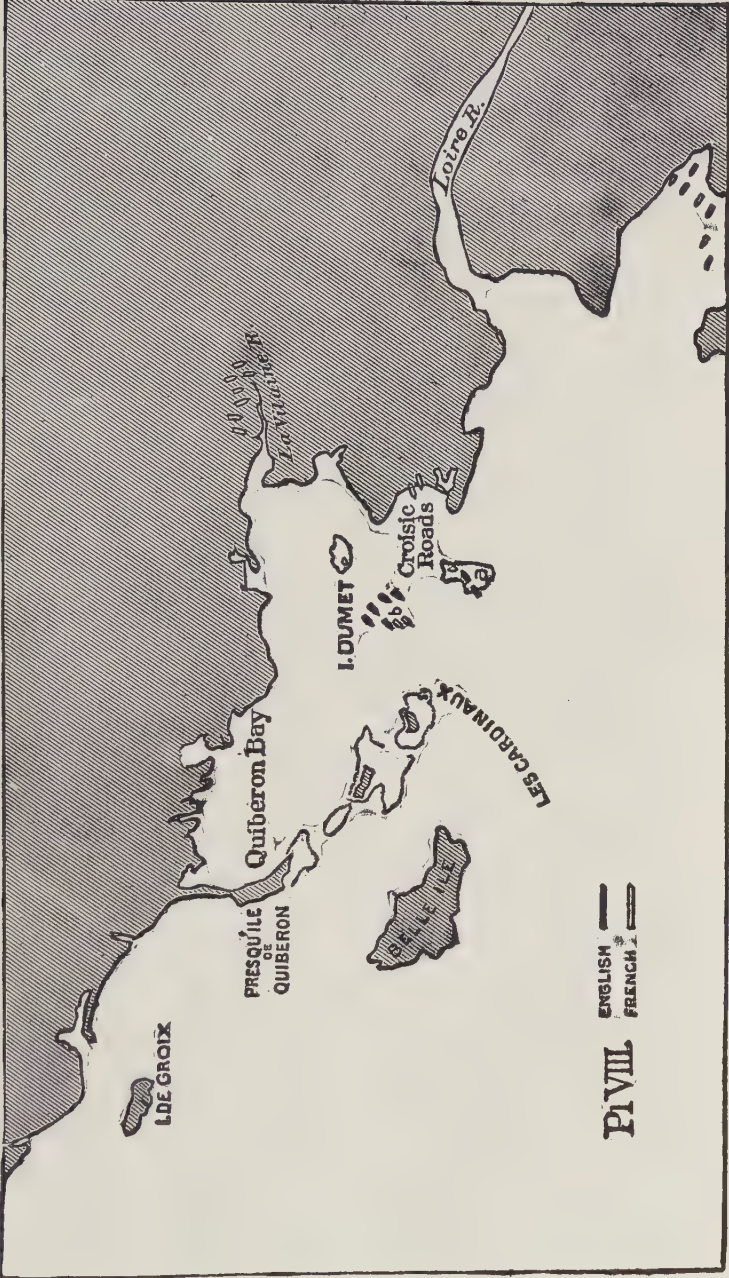 I.DE GROIX
PRESQU'ILE
DE
QUIBERON
Quiberon Bay
BELLE ILE
LES CARDINAUX
I. DUMET
b
Croisic
Roads
a
La Vilaine R.
Loire R.
Pl VIII.
ENGLISH
FRENCH